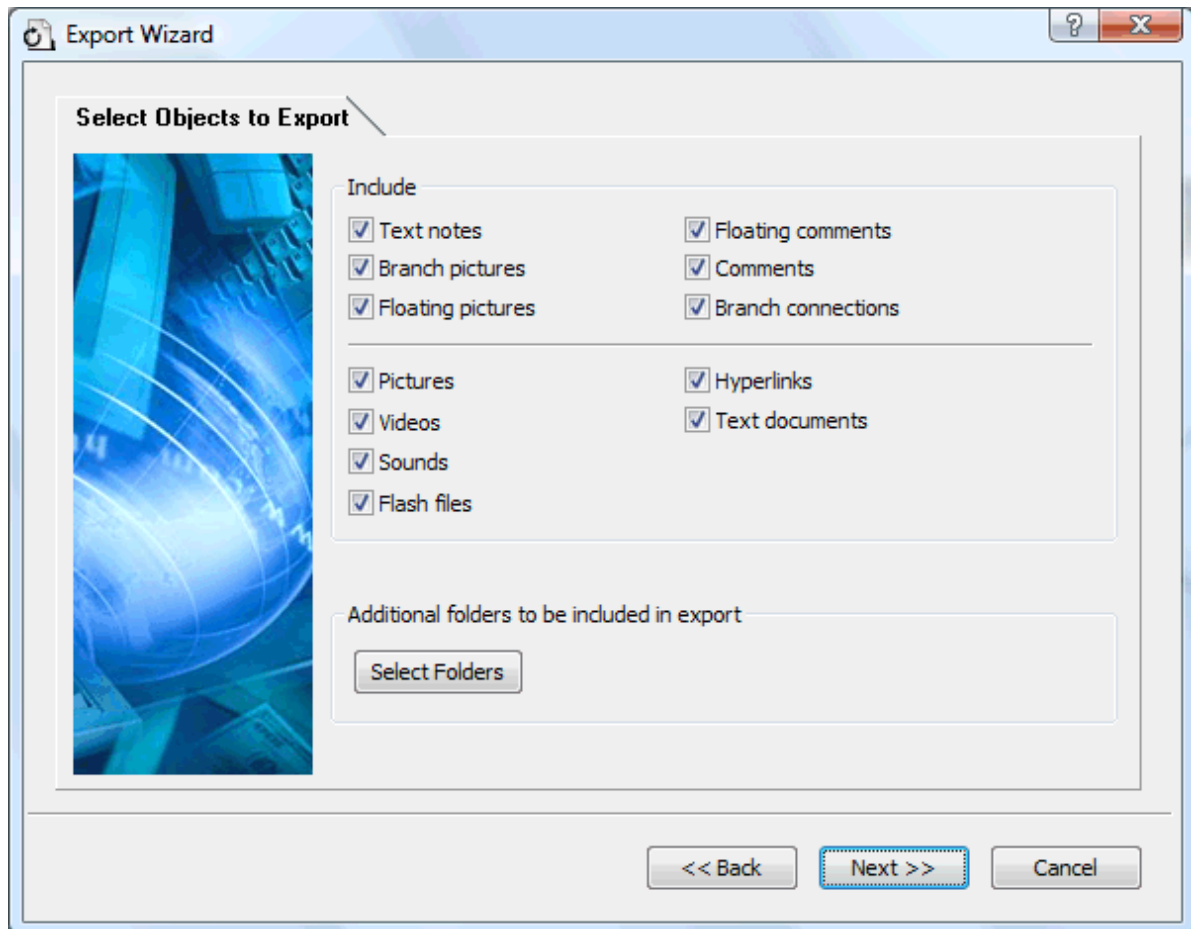 Export Wizard
Select Objects to Export
Include
Text notes
Floating comments
Branch pictures
Comments
Floating pictures
Branch connections
Pictures
Hyperlinks
Videos
Text documents
Sounds
Flash files
Additional folders to be included in export
Select Folders
<< Back
Next >>
Cancel